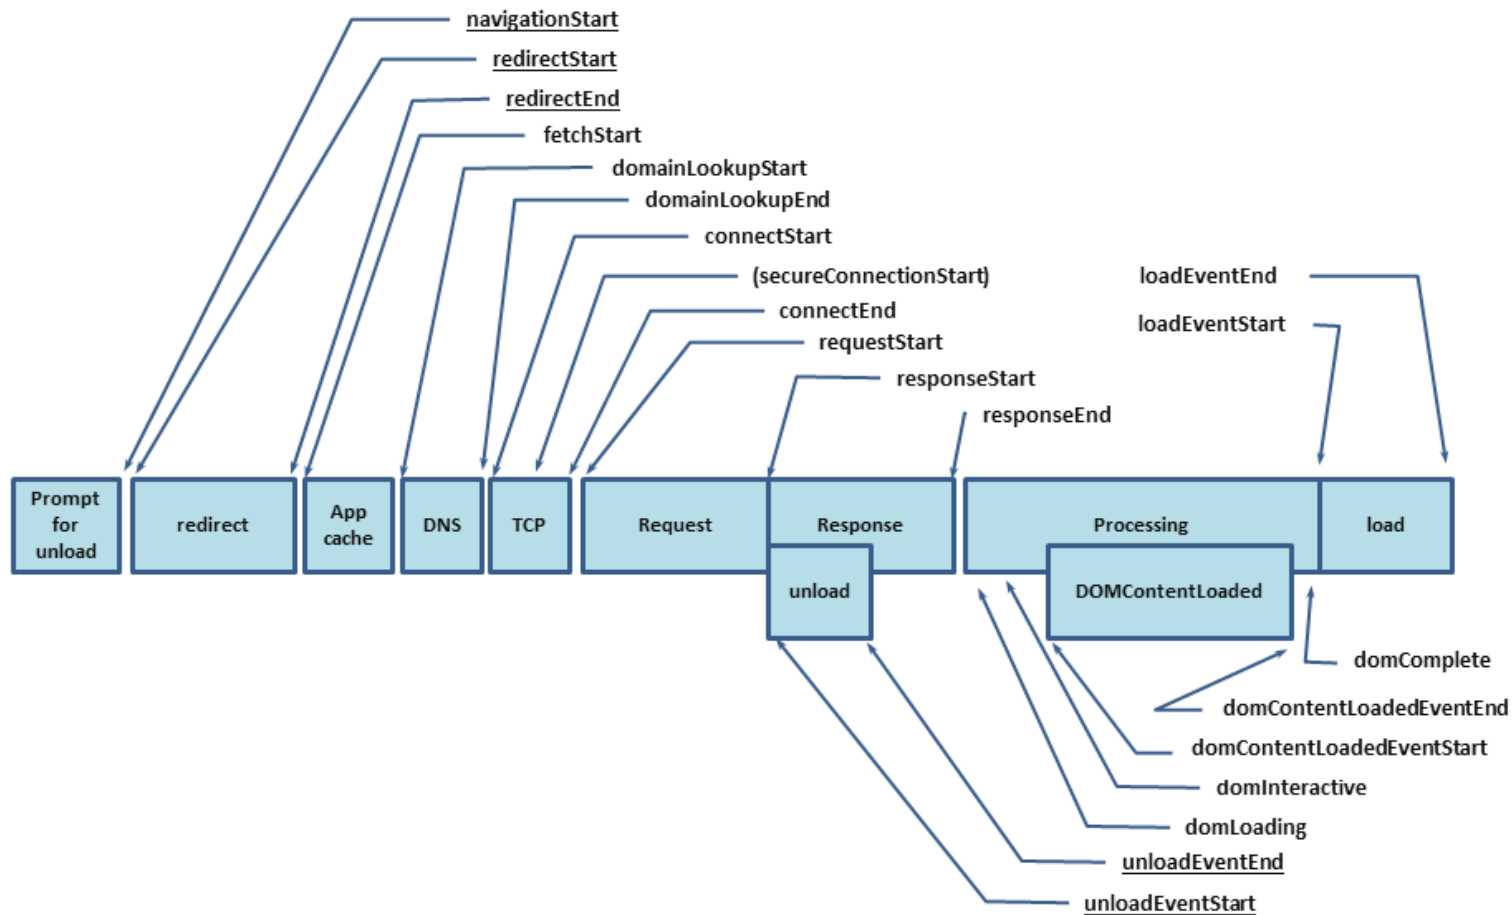 navigationStart
redirectStart
redirectEnd
fetchStart
domainLookupStart
domainLookupEnd
connectStart
(secureConnectionStart)
loadEventEnd
connectEnd
loadEventStart
requestStart
responseStart
responseEnd
Prompt
for
unload
redirect
App
cache
DNS
TCP
Request
Response
Processing
load
unload
DOMContentLoaded
domComplete
domContentLoadedEventEnd
domContentLoadedEventStart
domInteractive
domLoading
unloadEventEnd
unloadEventStart